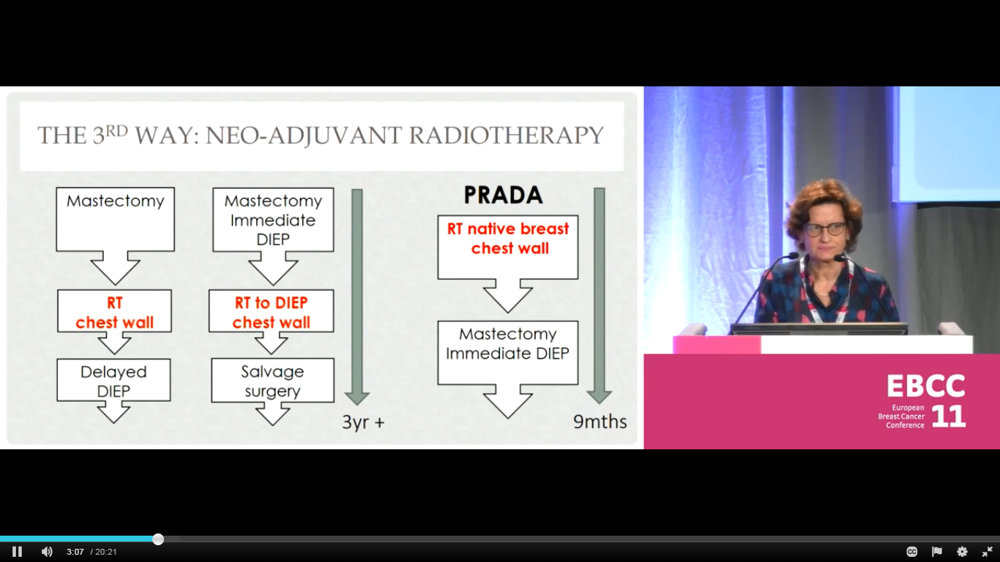 THE 3RD WAY: NEO-ADJUVANT RADIOTHERAPY
Mastectomy
RT
chest wall
Delayed
DIEP
Mastectomy
Immediate
DIEP
RT to DIEP
chest wall
Salvage
surgery
3yr +
PRADA
RT native breast
chest wall
Mastectomy
Immediate DIEP
9mths
EBCC
European
Breast Cancer
Conference
11
3:07 / 20:21
CC